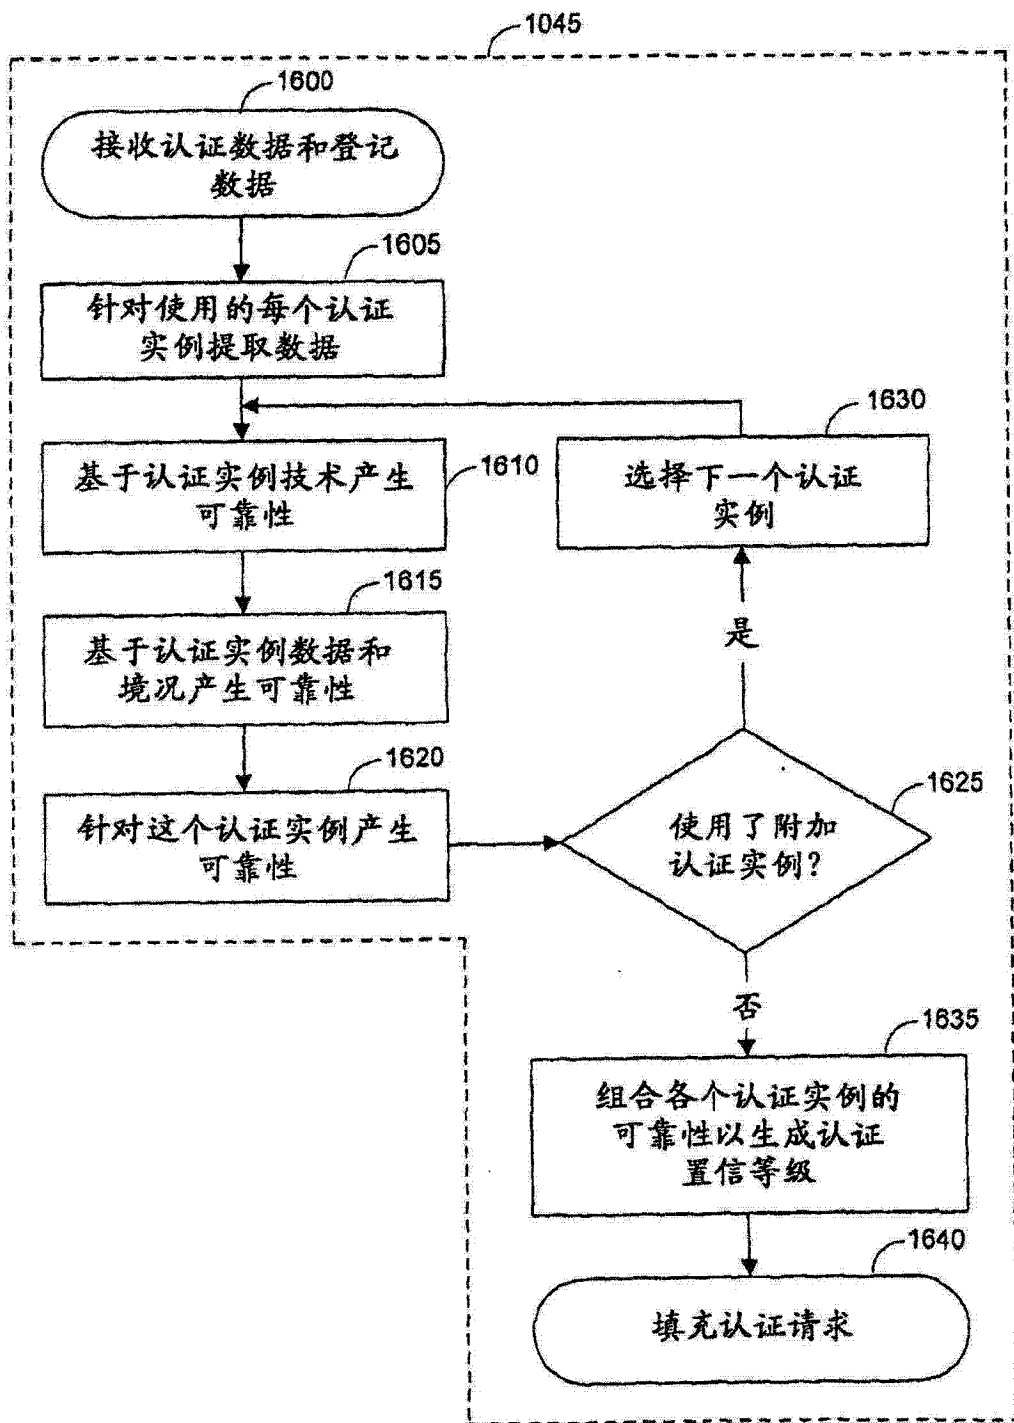 1045
1600
接收认证数据和登记
数据
1605
针对使用的每个认证
实例提取数据
1610
基于认证实例技术产生
可靠性
1615
基于认证实例数据和
境况产生可靠性
1620
针对这个认证实例产生
可靠性
1625
使用了附加
认证实例?
是
1630
选择下一个认证
实例
否
1635
组合各个认证实例的
可靠性以生成认证
置信等级
1640
填充认证请求